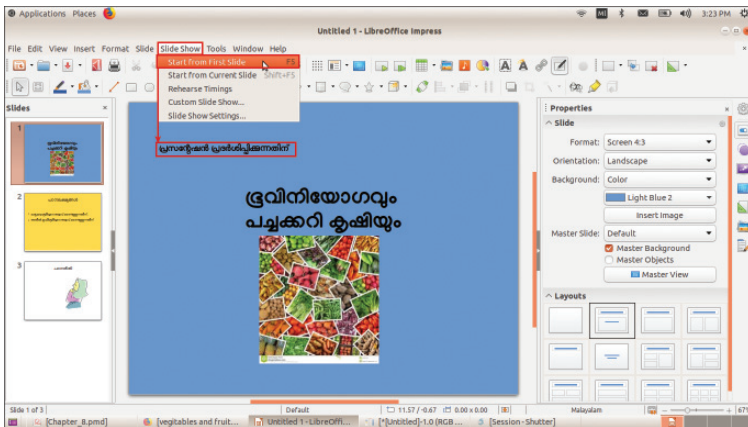 Applications Places
3:23 PM
Untitled 1 - LibreOffice Impress
File Edit View Insert Format Slide Slide Show Tools Window Help
Start from First Slide F5
Start from Current Slide Shift+F5
Rehearse Timings
Custom Slide Show...
Slide Show Settings...
പ്രസന്റേഷൻ പ്രദർശിപ്പിക്കുന്നതിന്
Slides
1
2
3
ഭൂവിനിയോഗവും
പച്ചക്കറി കൃഷിയും
Properties
Slide
Format: Screen 4:3
Orientation: Landscape
Background: Color
Light Blue 2
Insert Image
Master Slide: Default
Master Background
Master Objects
Master View
Layouts
Slide 1 of 3
Default
11.57 / -0.67 0.00 x 0.00
Malayalam
67%
[Chapter_8.pmd] [vegitables and fruit... Untitled 1 - LibreOffi... [*[Untitled]-1.0 (RGB ... [Session - Shutter]